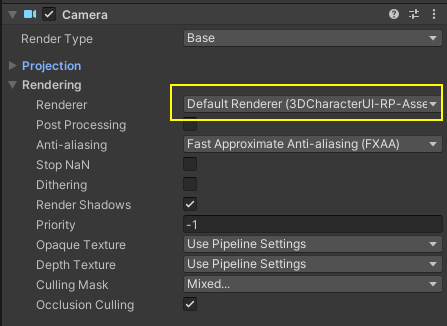 Camera
Render Type Base
Projection
Rendering
Renderer Default Renderer (3DCharacterUI-RP-Asse
Post Processing
Anti-aliasing Fast Approximate Anti-aliasing (FXAA)
Stop NaN
Dithering
Render Shadows
Priority -1
Opaque Texture Use Pipeline Settings
Depth Texture Use Pipeline Settings
Culling Mask Mixed...
Occlusion Culling